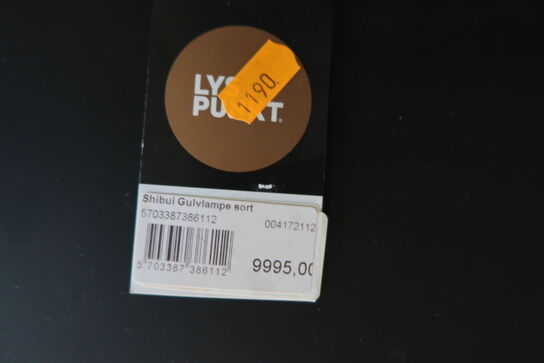 LYS
PUNKT.
1190.
Shibui Gulvlampe sort
5703387386112
004172112
5 703387 386112
9995,00